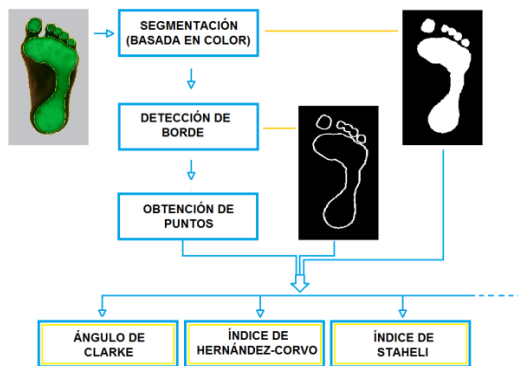 SEGMENTACIÓN
(BASADA EN COLOR)
DETECCIÓN DE
BORDE
OBTENCIÓN DE
PUNTOS
ÁNGULO DE
CLARKE
ÍNDICE DE
HERNÁNDEZ-CORVO
ÍNDICE DE
STAHELI